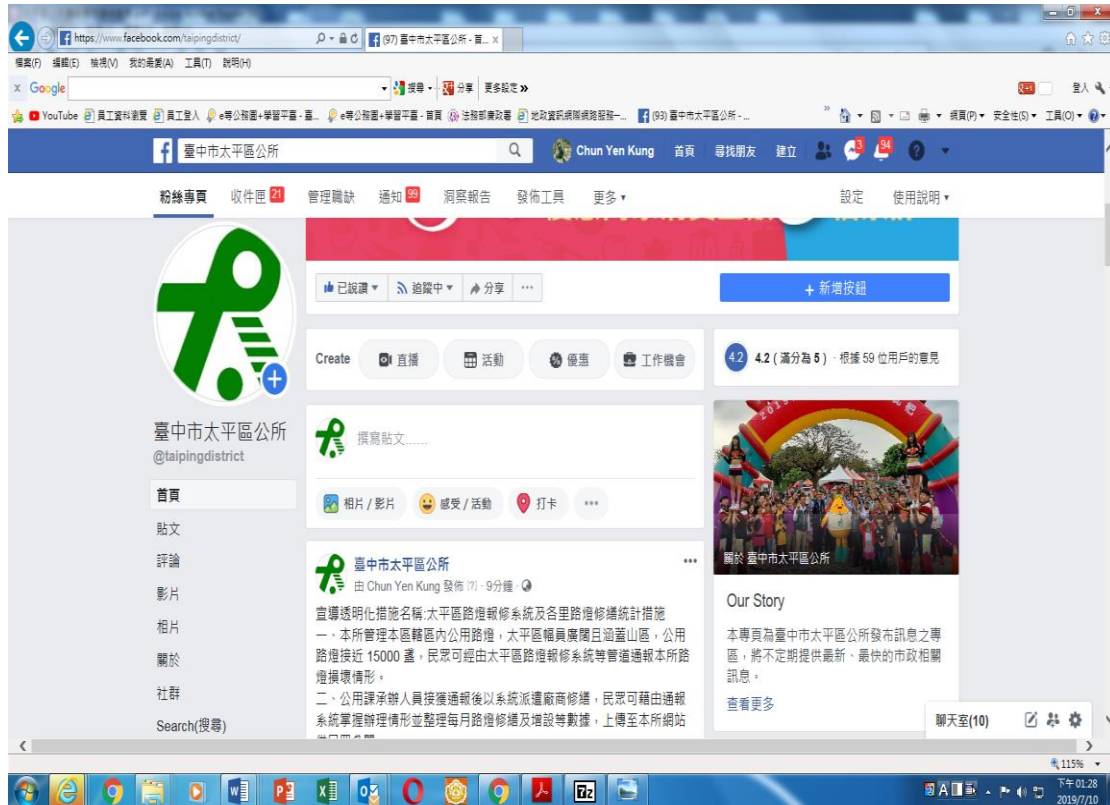 https://www.facebook.com/taipingdistrict/
(97) 臺中市太平區公所 - 首... ×
檔案(F) 編輯(E) 檢視(V) 我的最愛(A) 工具(T) 說明(H)
x Google 搜尋 分享 更多設定 » 登入
YouTube 員工資料瀏覽 員工登入 e等公務園+學習平臺 - 臺... e等公務園+學習平臺 - 首頁 法務部廉政署 地政資訊網際網路服務—... (93) 臺中市太平區公所 - ... 網頁(P) 安全性(S) 工具(O)
臺中市太平區公所 Chun Yen Kung 首頁 尋找朋友 建立 3 94
粉絲專頁 收件匣 21 管理職缺 通知 99 洞察報告 發佈工具 更多 設定 使用說明
已說讚 追蹤中 分享 ...
+ 新增按鈕
Create 直播 活動 優惠 工作機會
4.2 4.2 ( 滿分為 5 ) · 根據 59 位用戶的意見
臺中市太平區公所
@taipingdistrict
首頁
貼文
評論
影片
相片
關於
社群
Search(搜尋)
撰寫貼文......
相片 / 影片 感受 / 活動 打卡 ...
臺中市太平區公所
由 Chun Yen Kung 發佈 [?] · 9分鐘 ·
宣導透明化措施名稱:太平區路燈報修系統及各里路燈修繕統計措施
一、本所管理本區轄區內公用路燈，太平區幅員廣闊且涵蓋山區，公用
路燈接近 15000 盞，民眾可經由太平區路燈報修系統等管道通報本所路
燈損壞情形。
二、公用課承辦人員接獲通報後以系統派遣廠商修繕，民眾可藉由通報
系統掌握辦理情形並整理每月路燈修繕及增設等數據，上傳至本所網站
關於 臺中市太平區公所
Our Story
本專頁為臺中市太平區公所發布訊息之專
區，將不定期提供最新、最快的市政相關
訊息。
查看更多
聊天室(10)
115%
下午 01:28
2019/7/10